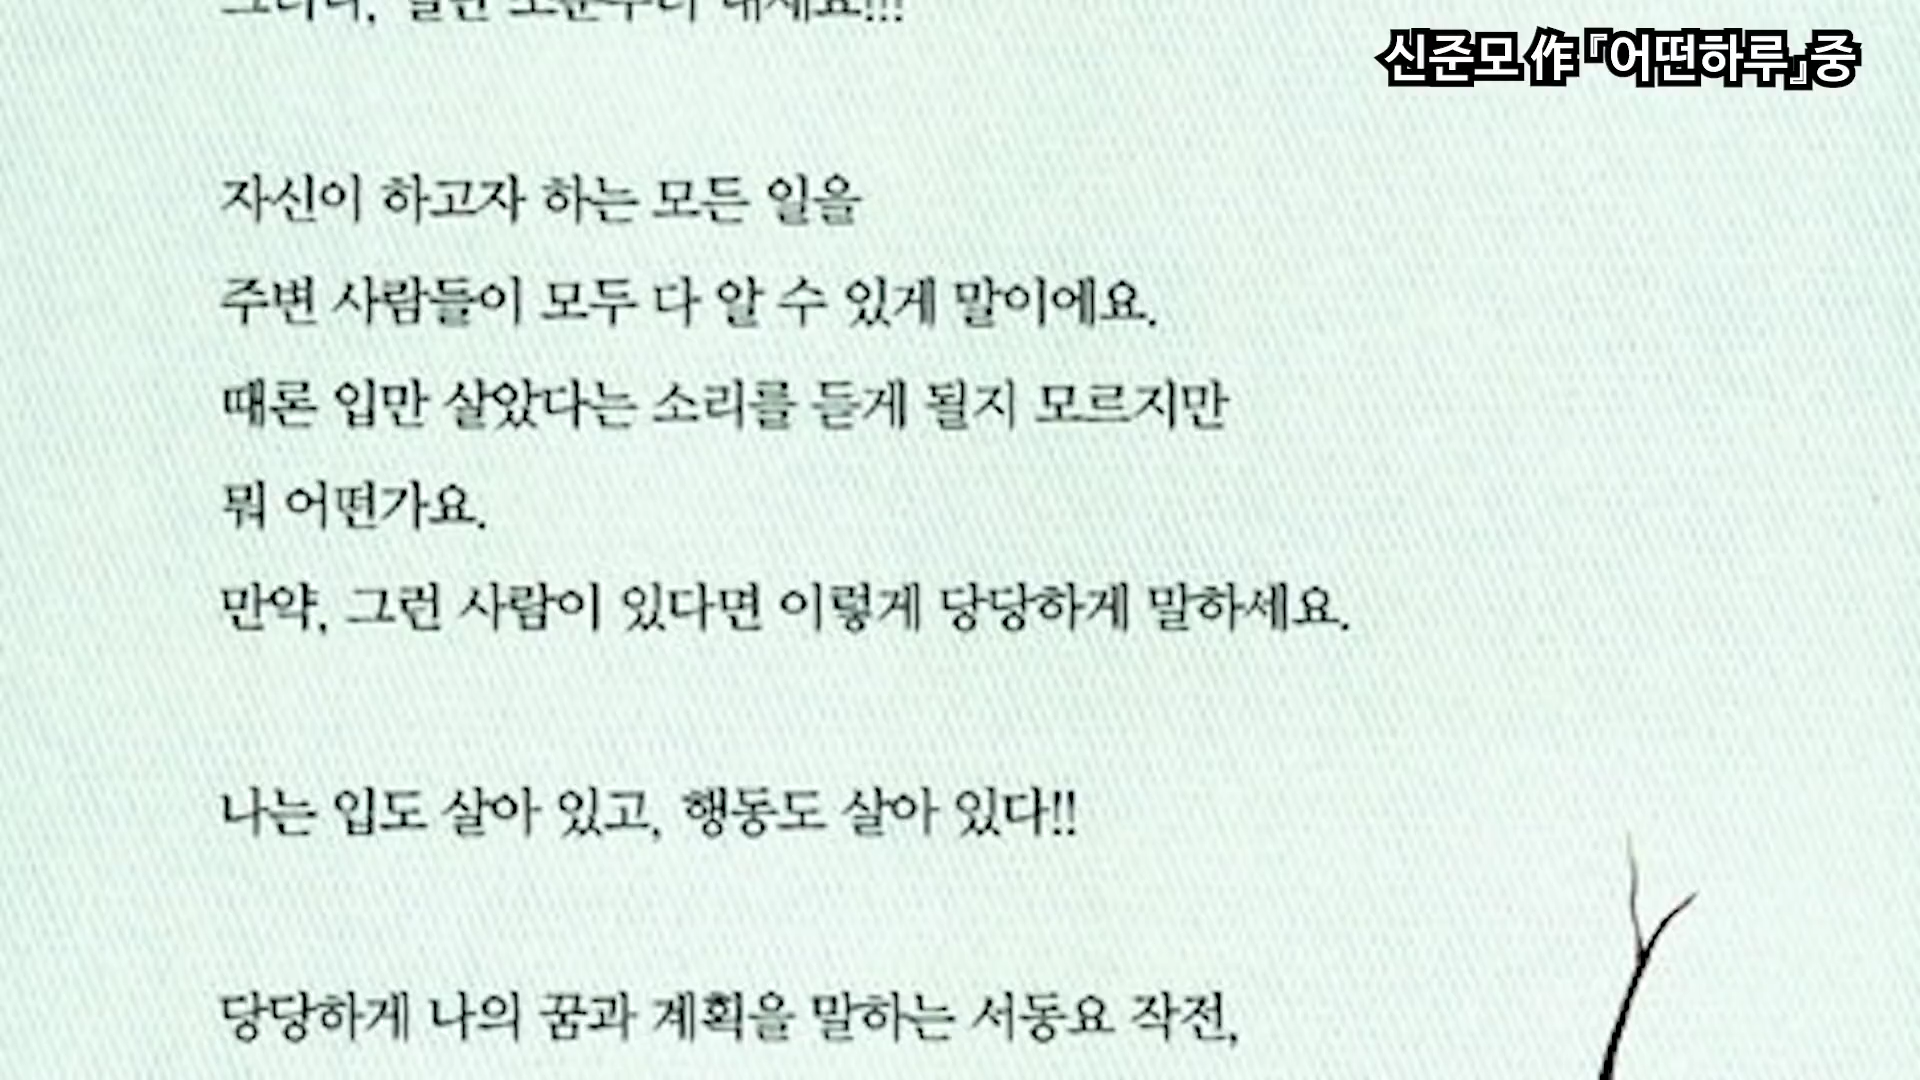 신준모 作『어떤하루』중
자신이 하고자 하는 모든 일을
주변 사람들이 모두 다 알 수 있게 말이에요.
때론 입만 살았다는 소리를 듣게 될지 모르지만
뭐 어떤가요.
만약, 그런 사람이 있다면 이렇게 당당하게 말하세요.
나는 입도 살아 있고, 행동도 살아 있다!!
당당하게 나의 꿈과 계획을 말하는 서동요 작전,